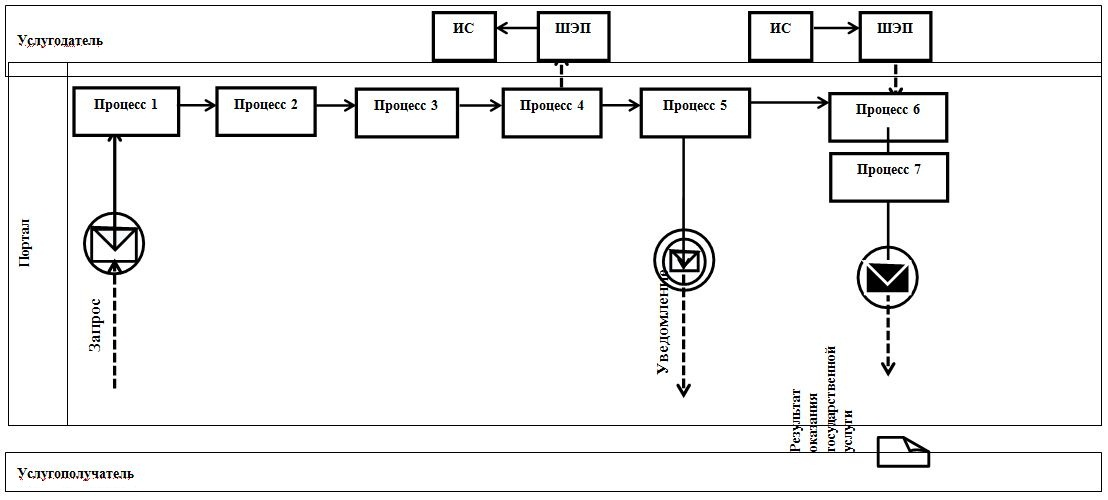 Услугодатель
ИС
ШЭП
ИС
ШЭП
Процесс 1
Процесс 2
Процесс 3
Процесс 4
Процесс 5
Процесс 6
Процесс 7
Портал
Запрос
Уведомление
Результат
оказания
государственной
услуги
Услугополучатель